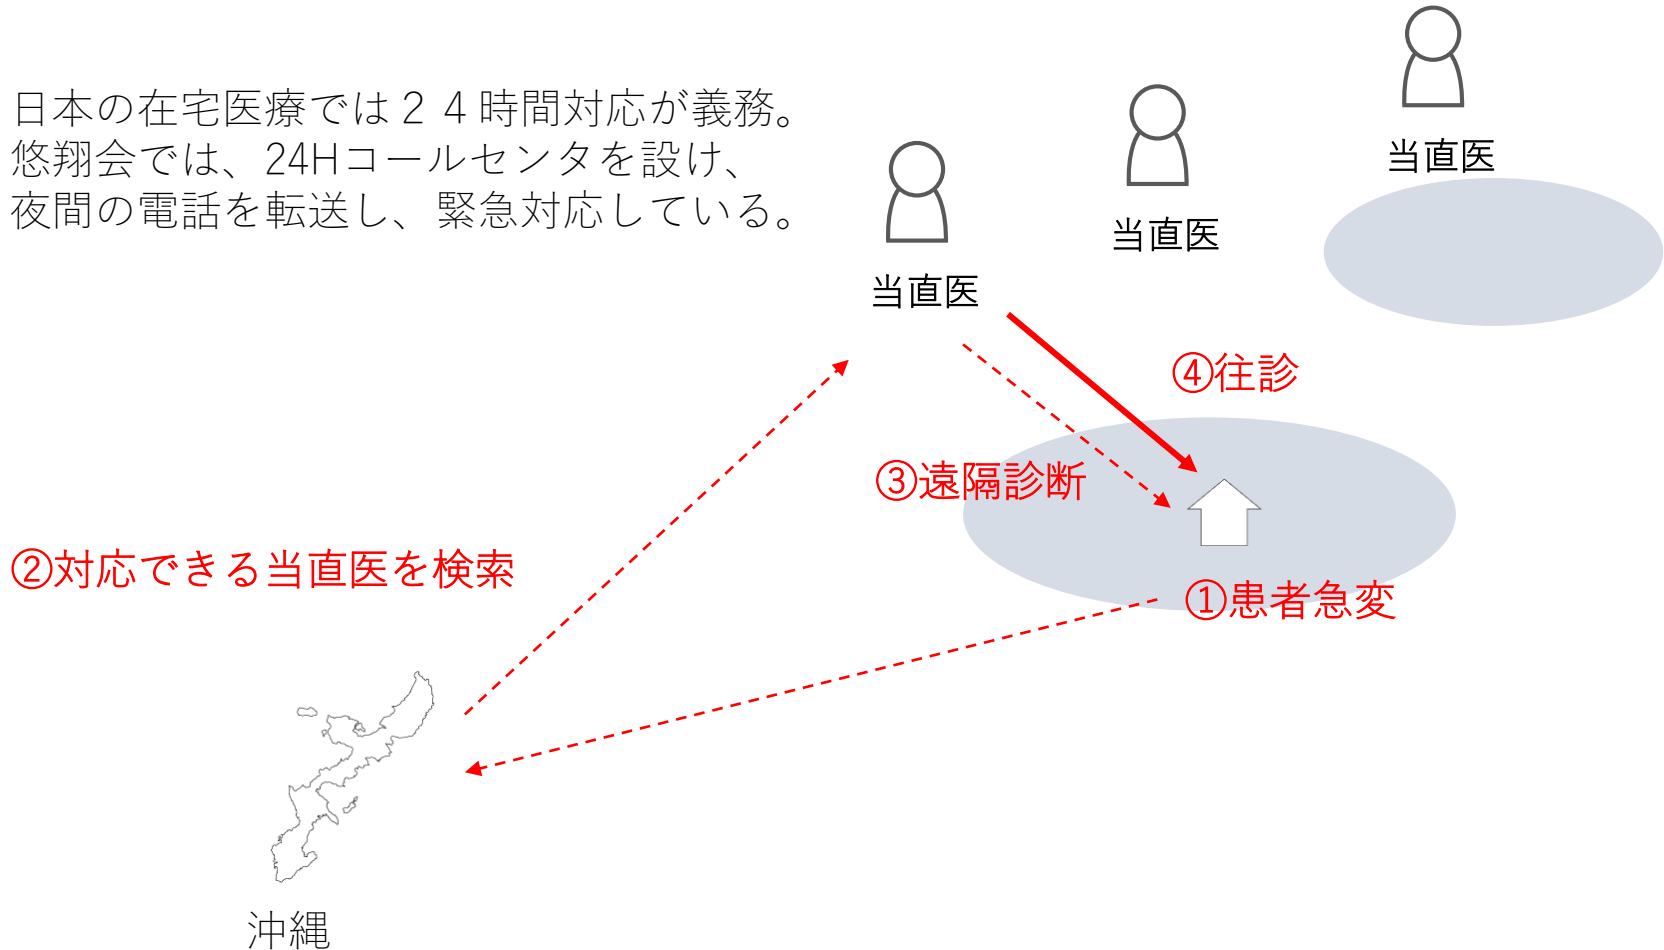 日本の在宅医療では２４時間対応が義務。
悠翔会では、24Hコールセンタを設け、
夜間の電話を転送し、緊急対応している。
当直医
当直医
当直医
④往診
③遠隔診断
②対応できる当直医を検索
①患者急変
沖縄